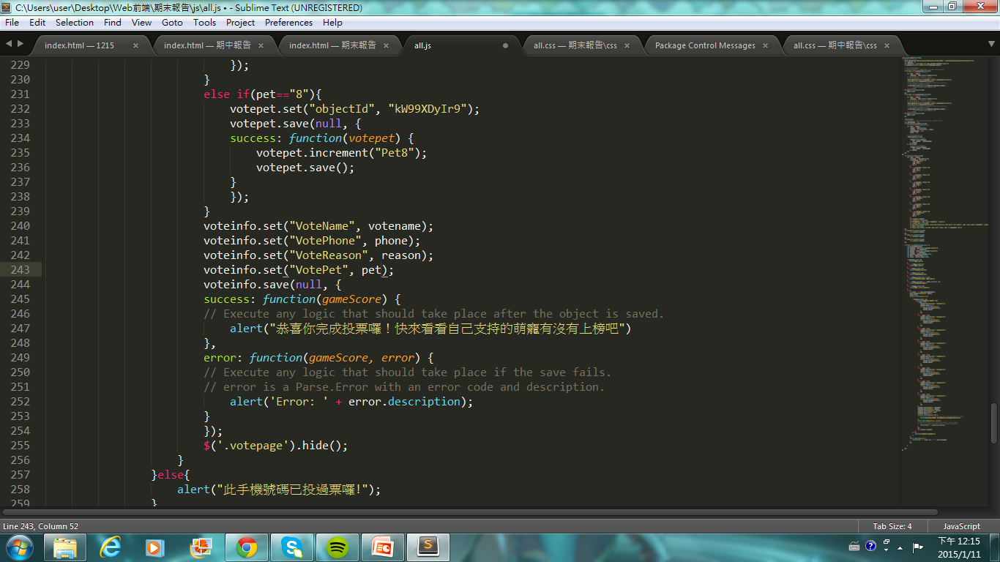 C:\Users\user\Desktop\Web前端\期末報告\js\all.js • - Sublime Text (UNREGISTERED)
File Edit Selection Find View Goto Tools Project Preferences Help
index.html — 1215 × index.html — 期中報告 × index.html — 期末報告 × all.js all.css — 期末報告\css × Package Control Messages × all.css — 期中報告\css ×
229 });
230 }
231 else if(pet=="8"){
232 votepet.set("objectId", "kW99XDyIr9");
233 votepet.save(null, {
234 success: function(votepet) {
235 votepet.increment("Pet8");
236 votepet.save();
237 }
238 });
239 }
240 voteinfo.set("VoteName", votename);
241 voteinfo.set("VotePhone", phone);
242 voteinfo.set("VoteReason", reason);
243 voteinfo.set("VotePet", pet);
244 voteinfo.save(null, {
245 success: function(gameScore) {
246 // Execute any logic that should take place after the object is saved.
247 alert("恭喜你完成投票囉！快來看看自己支持的萌寵有沒有上榜吧")
248 },
249 error: function(gameScore, error) {
250 // Execute any logic that should take place if the save fails.
251 // error is a Parse.Error with an error code and description.
252 alert('Error: ' + error.description);
253 }
254 });
255 $('.votepage').hide();
256 }
257 }else{
258 alert("此手機號碼已投過票囉!");
259 }
Line 243, Column 52 Tab Size: 4 JavaScript
下午 12:15
2015/1/11